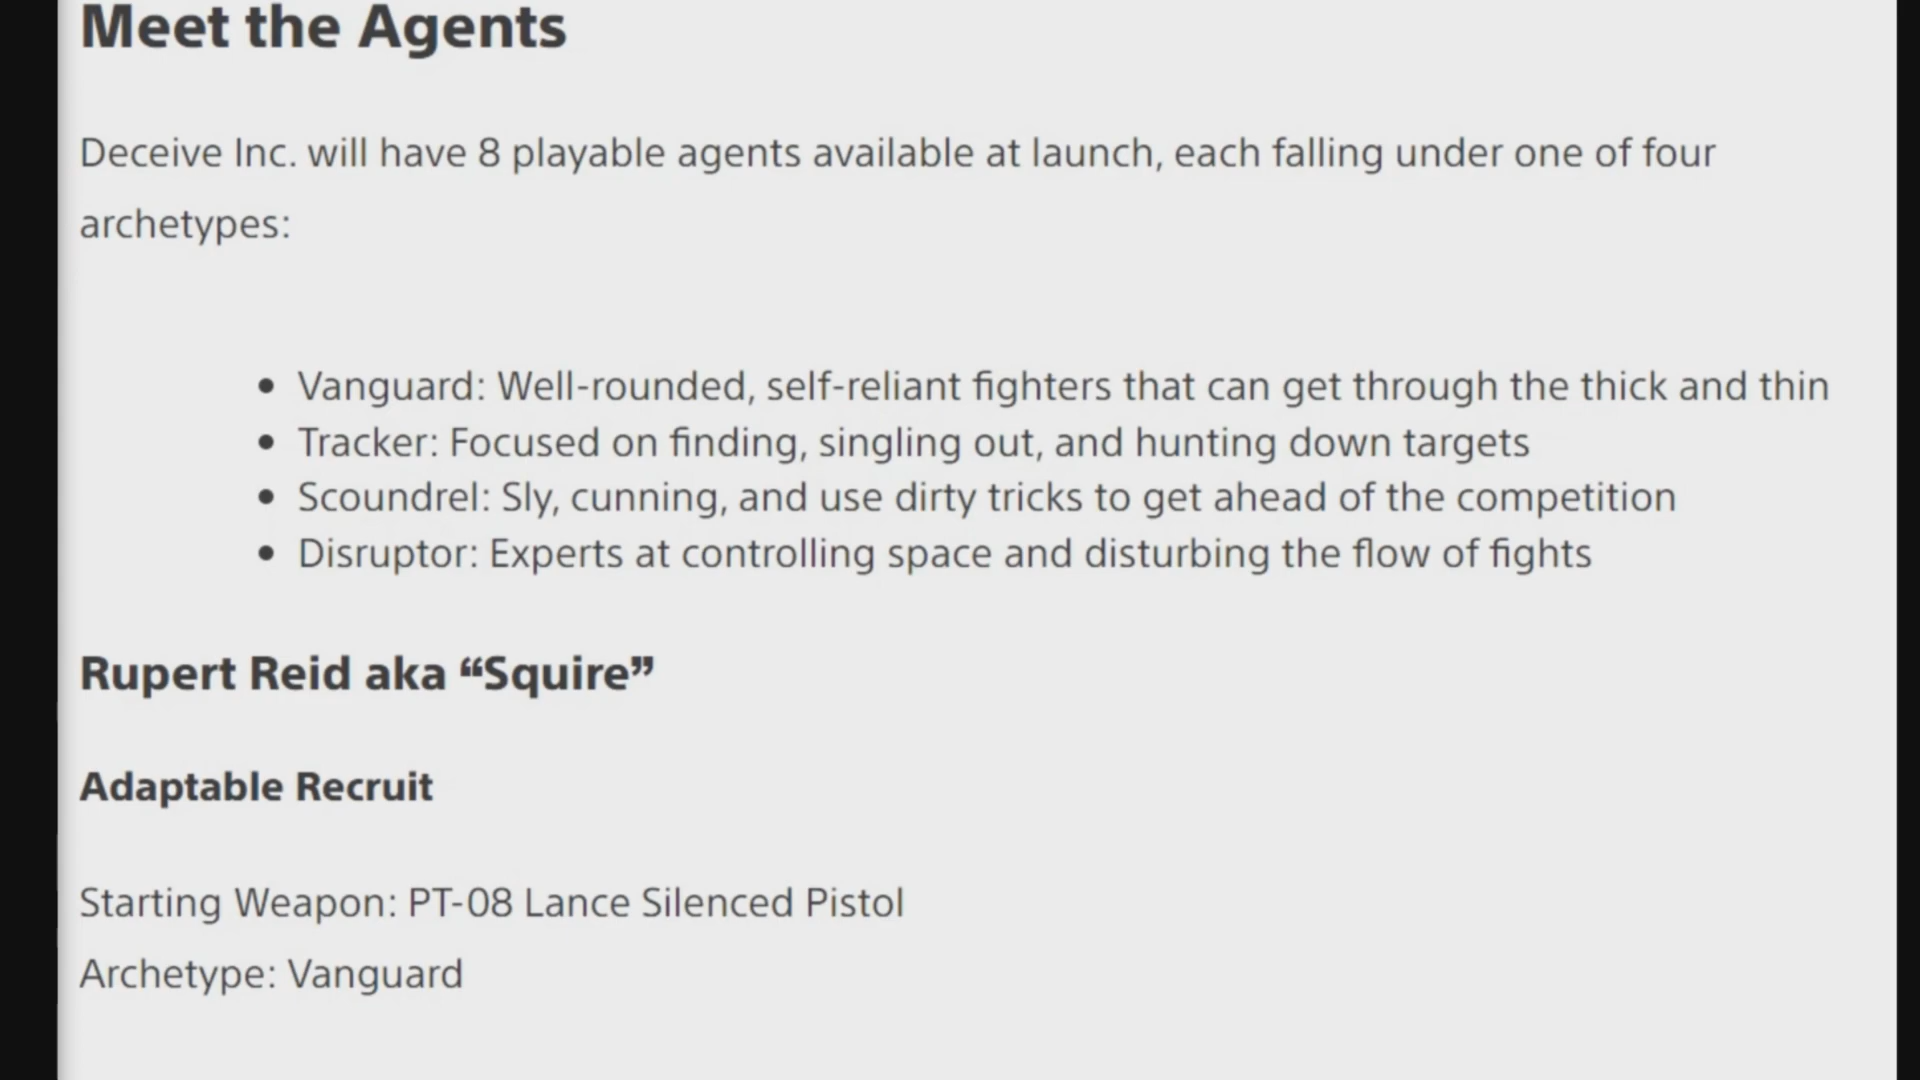 Meet the Agents
Deceive Inc. will have 8 playable agents available at launch, each falling under one of four
archetypes:
• Vanguard: Well-rounded, self-reliant fighters that can get through the thick and thin
• Tracker: Focused on finding, singling out, and hunting down targets
• Scoundrel: Sly, cunning, and use dirty tricks to get ahead of the competition
• Disruptor: Experts at controlling space and disturbing the flow of fights
Rupert Reid aka “Squire”
Adaptable Recruit
Starting Weapon: PT-08 Lance Silenced Pistol
Archetype: Vanguard